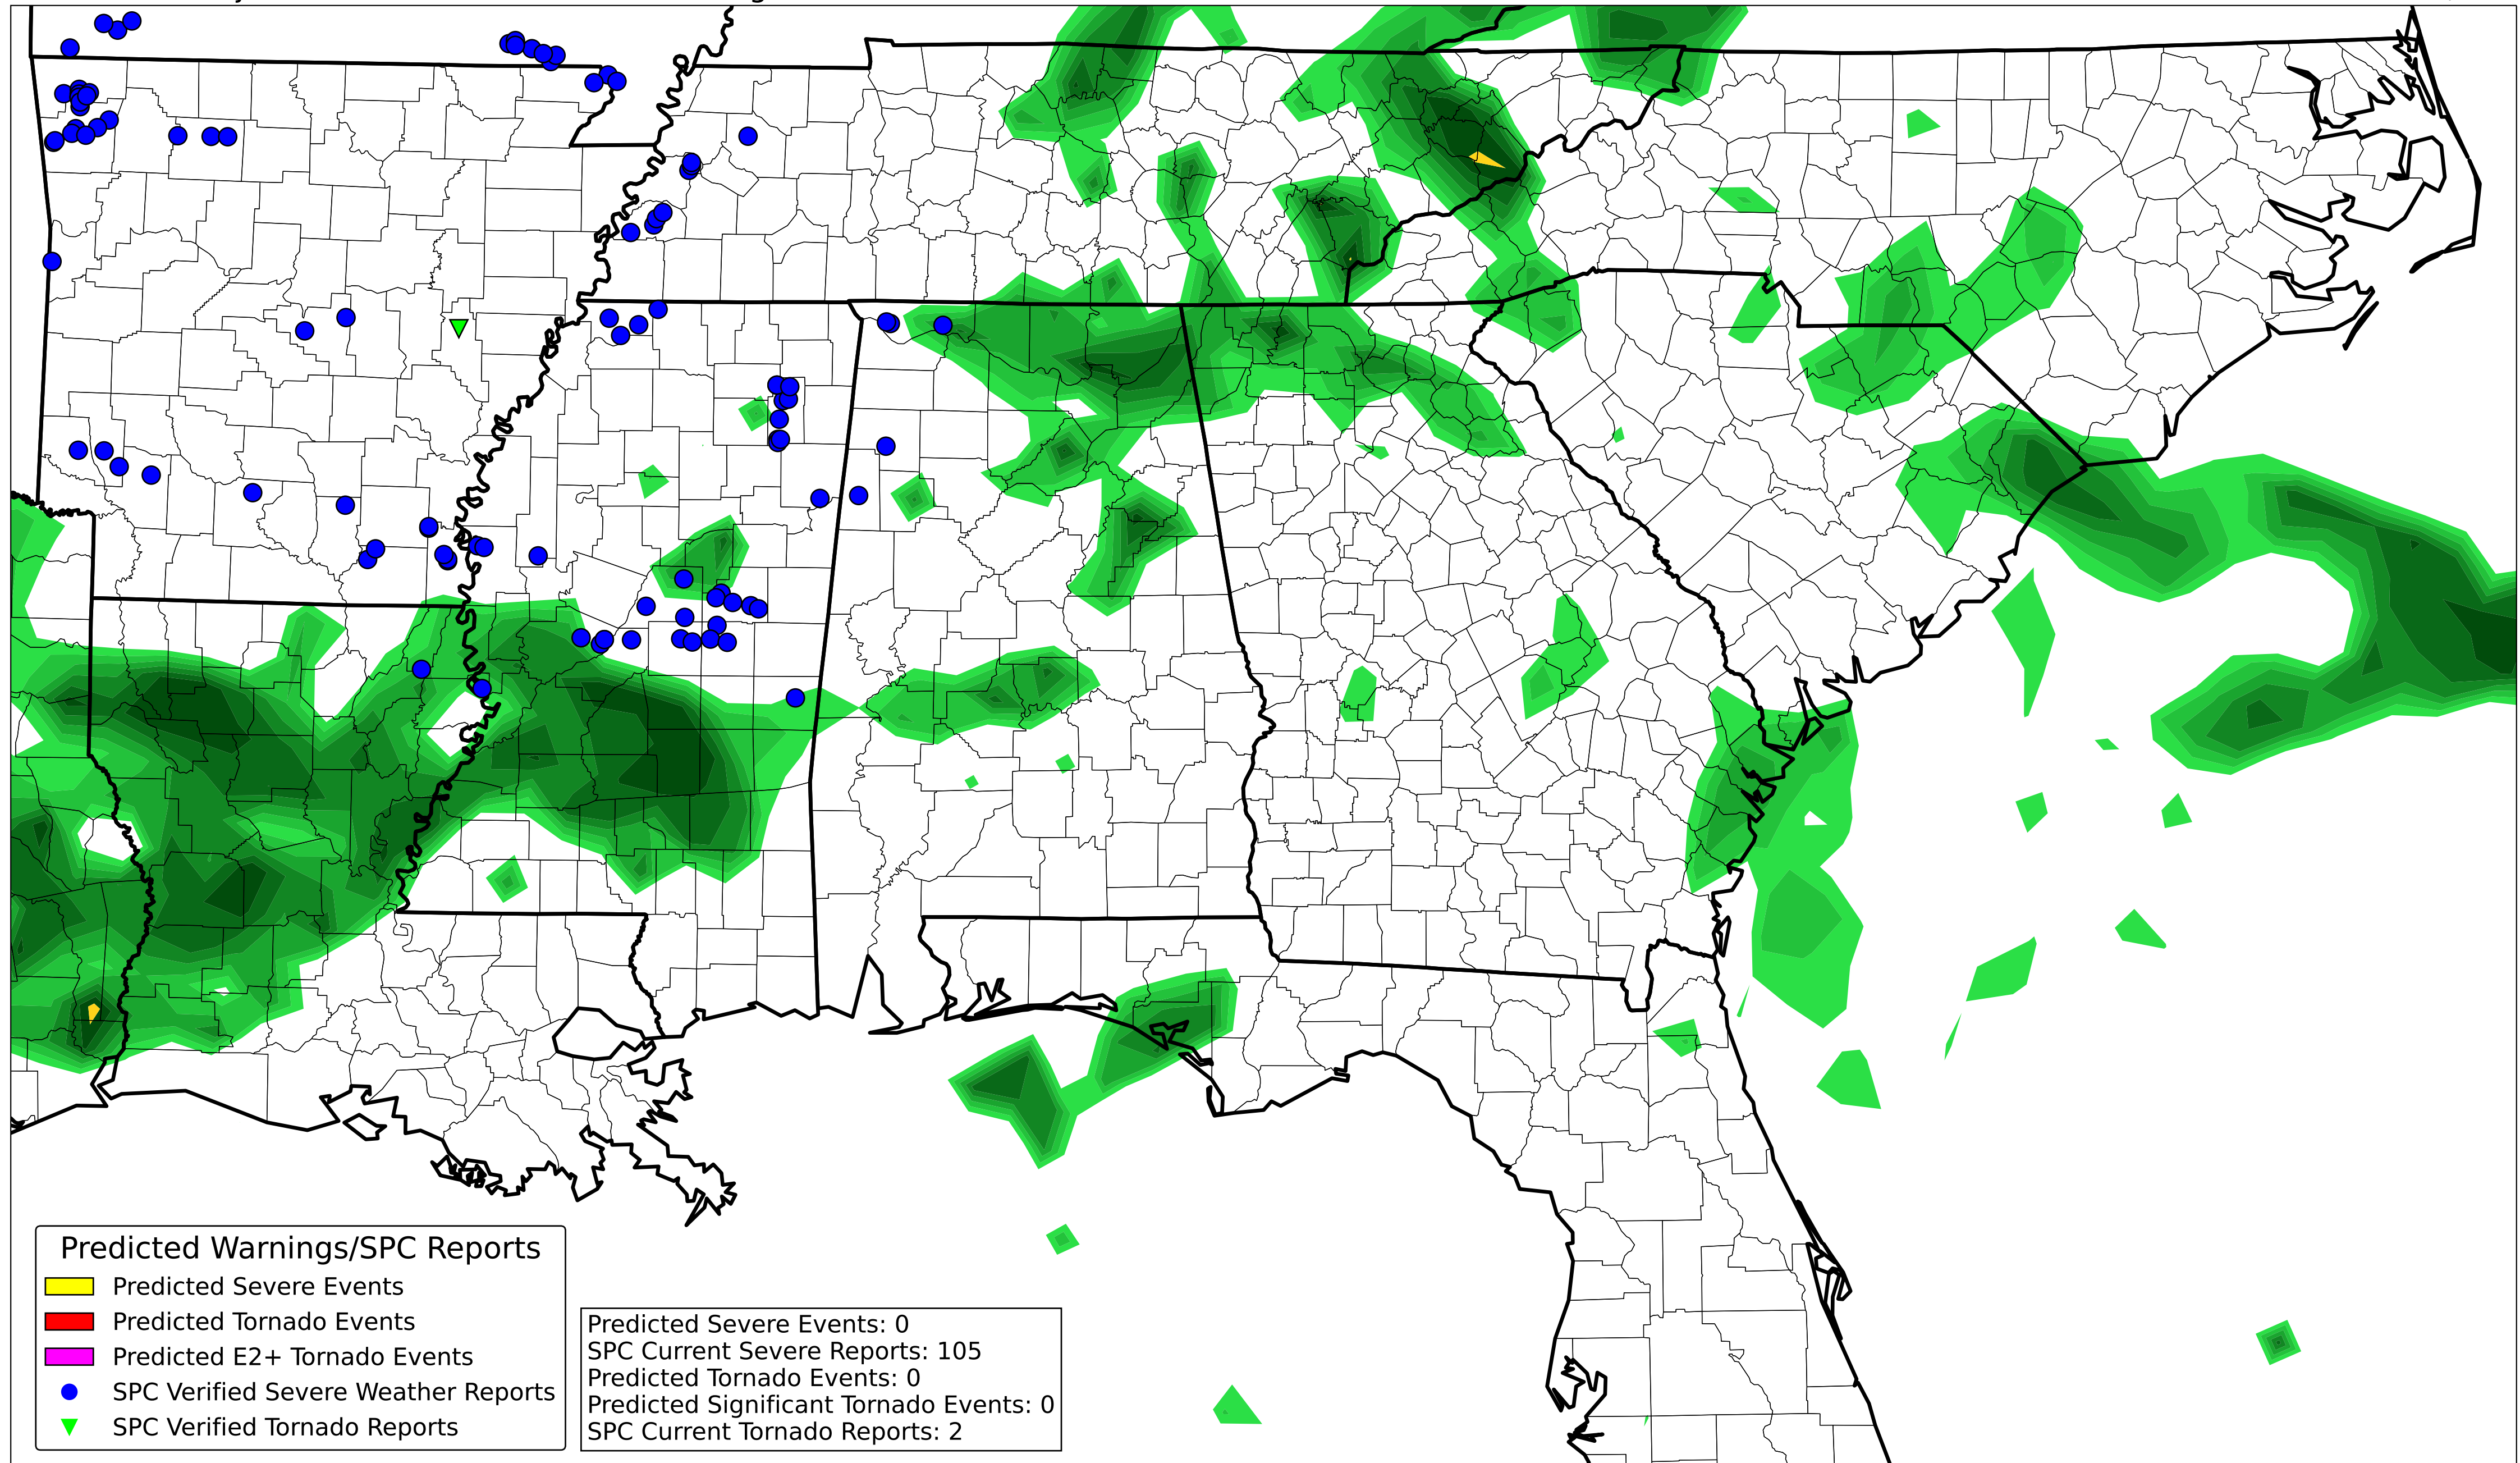 Predicted Warnings/SPC Reports
Predicted Severe Events
Predicted Tornado Events
Predicted E2+ Tornado Events
SPC Verified Severe Weather Reports
SPC Verified Tornado Reports
Predicted Severe Events: 0
SPC Current Severe Reports: 105
Predicted Tornado Events: 0
Predicted Significant Tornado Events: 0
SPC Current Tornado Reports: 2